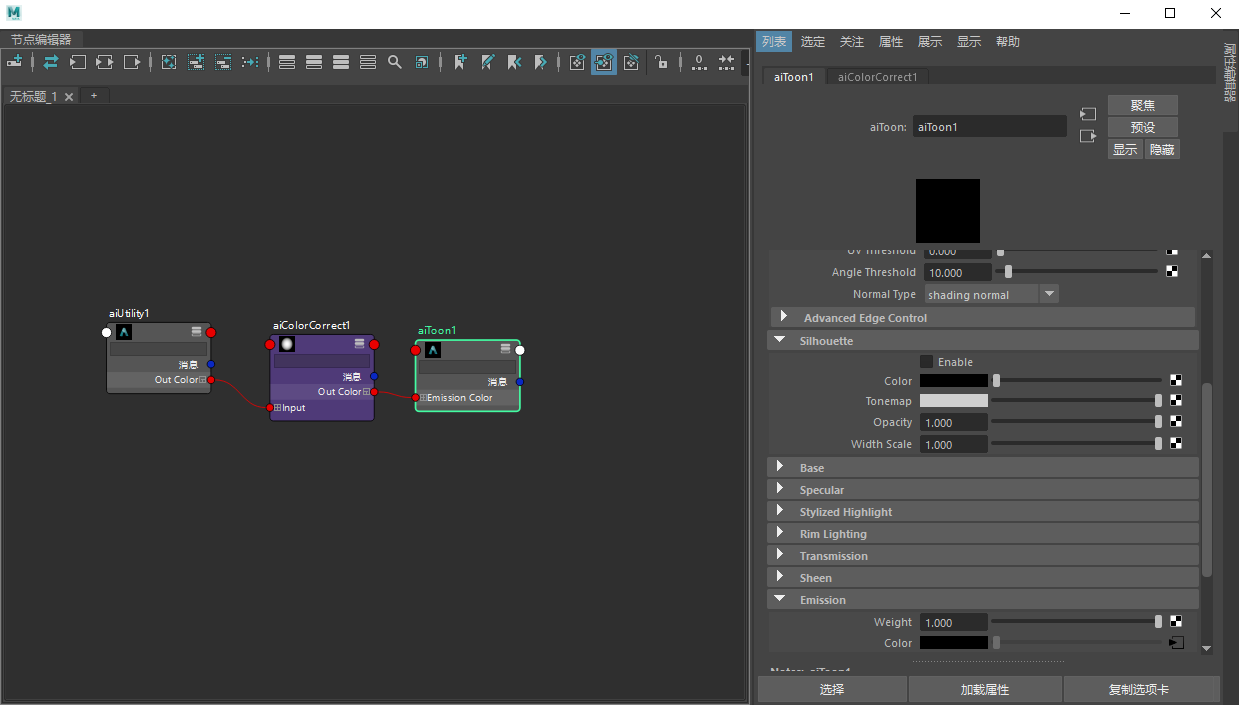 M
节点编辑器
无标题_1 × +
aiUtility1
消息
Out Color
aiColorCorrect1
消息
Out Color
Input
aiToon1
消息
Emission Color
列表 选定 关注 属性 展示 显示 帮助
属性编辑器
aiToon1 aiColorCorrect1
aiToon: aiToon1
聚焦
预设
显示 隐藏
UV Threshold 0.000
Angle Threshold 10.000
Normal Type shading normal
Advanced Edge Control
Silhouette
Enable
Color
Tonemap
Opacity 1.000
Width Scale 1.000
Base
Specular
Stylized Highlight
Rim Lighting
Transmission
Sheen
Emission
Weight 1.000
Color
Notes: aiToon1
选择 加载属性 复制选项卡